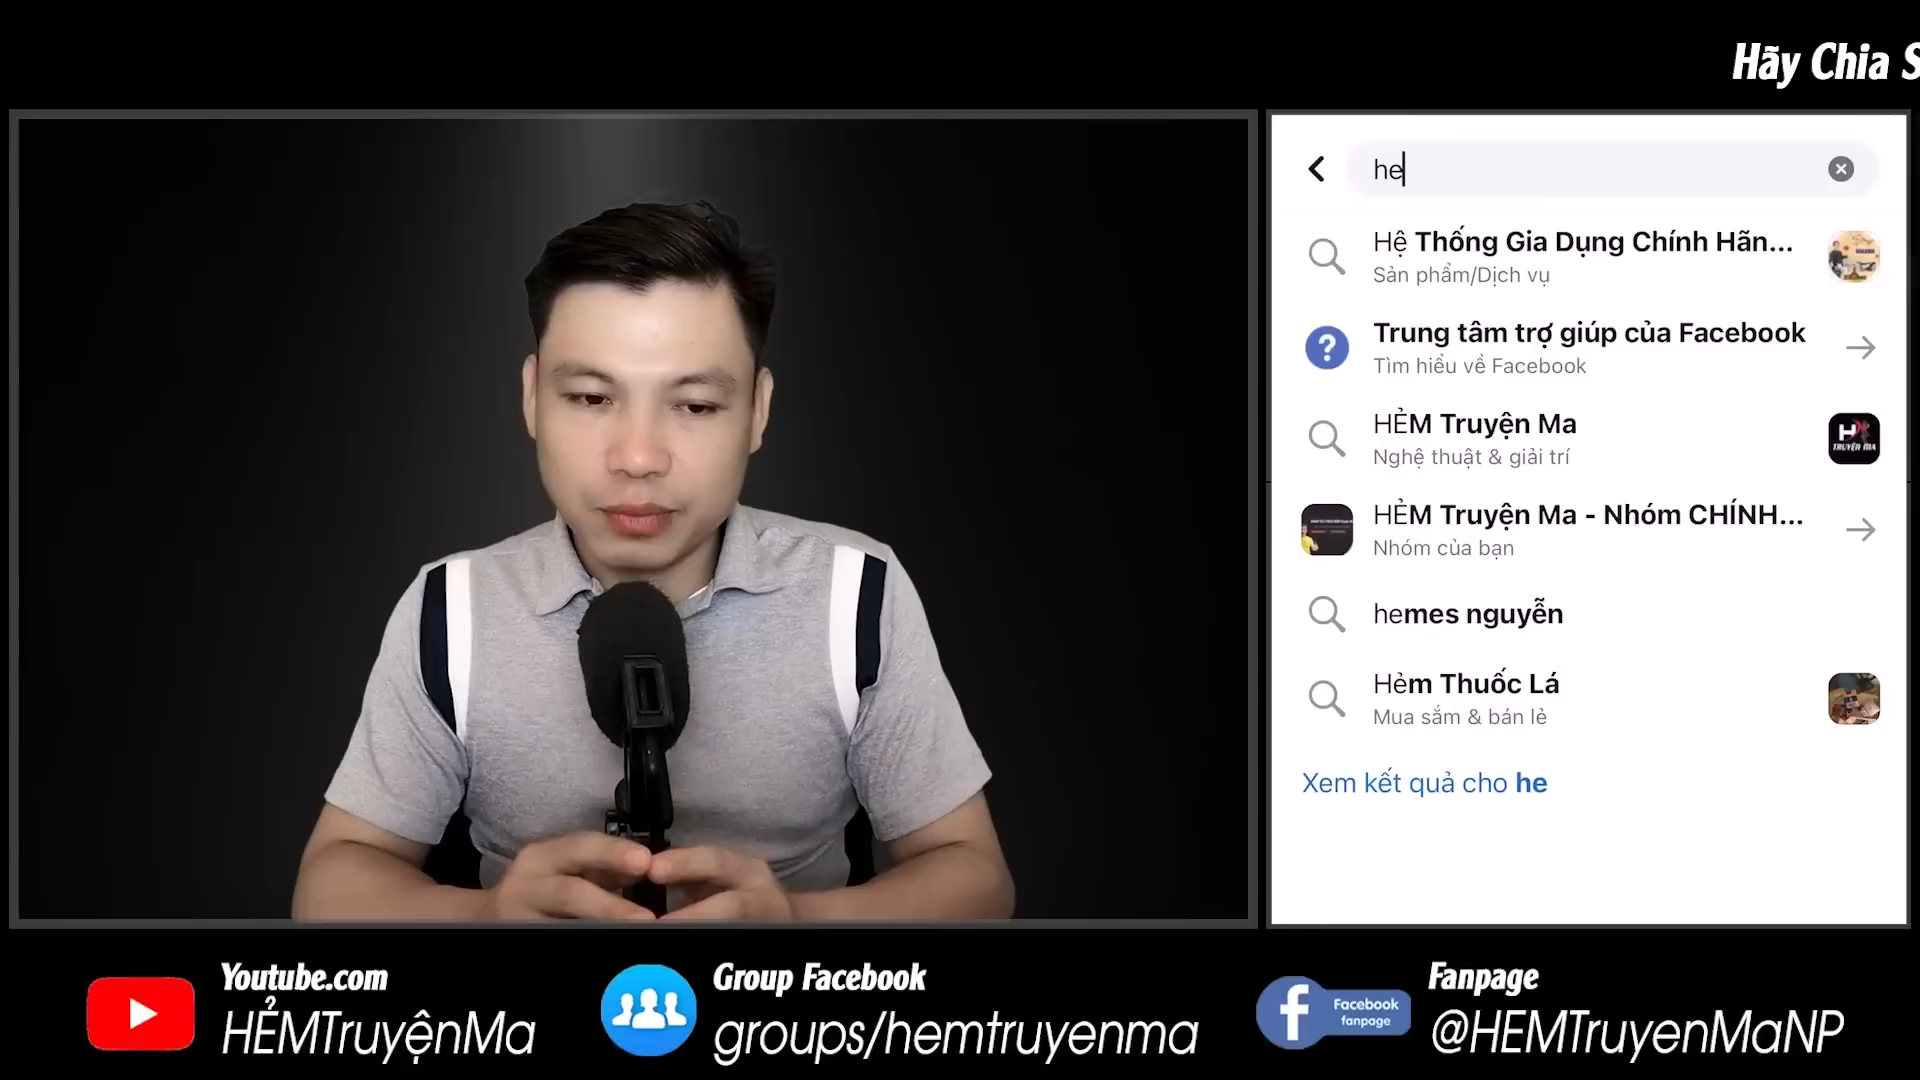 Hãy Chia S
he
Hệ Thống Gia Dụng Chính Hãn...
Sản phẩm/Dịch vụ
?
Trung tâm trợ giúp của Facebook
Tìm hiểu về Facebook
HẺM Truyện Ma
Nghệ thuật & giải trí
H
TRUYỆN MA
HẺM Truyện Ma - Nhóm CHÍNH...
Nhóm của bạn
hemes nguyễn
Hẻm Thuốc Lá
Mua sắm & bán lẻ
Xem kết quả cho he
Youtube.com
HẺMTruyệnMa
Group Facebook
groups/hemtruyenma
f
Facebook
fanpage
Fanpage
@HEMTruyenMaNP